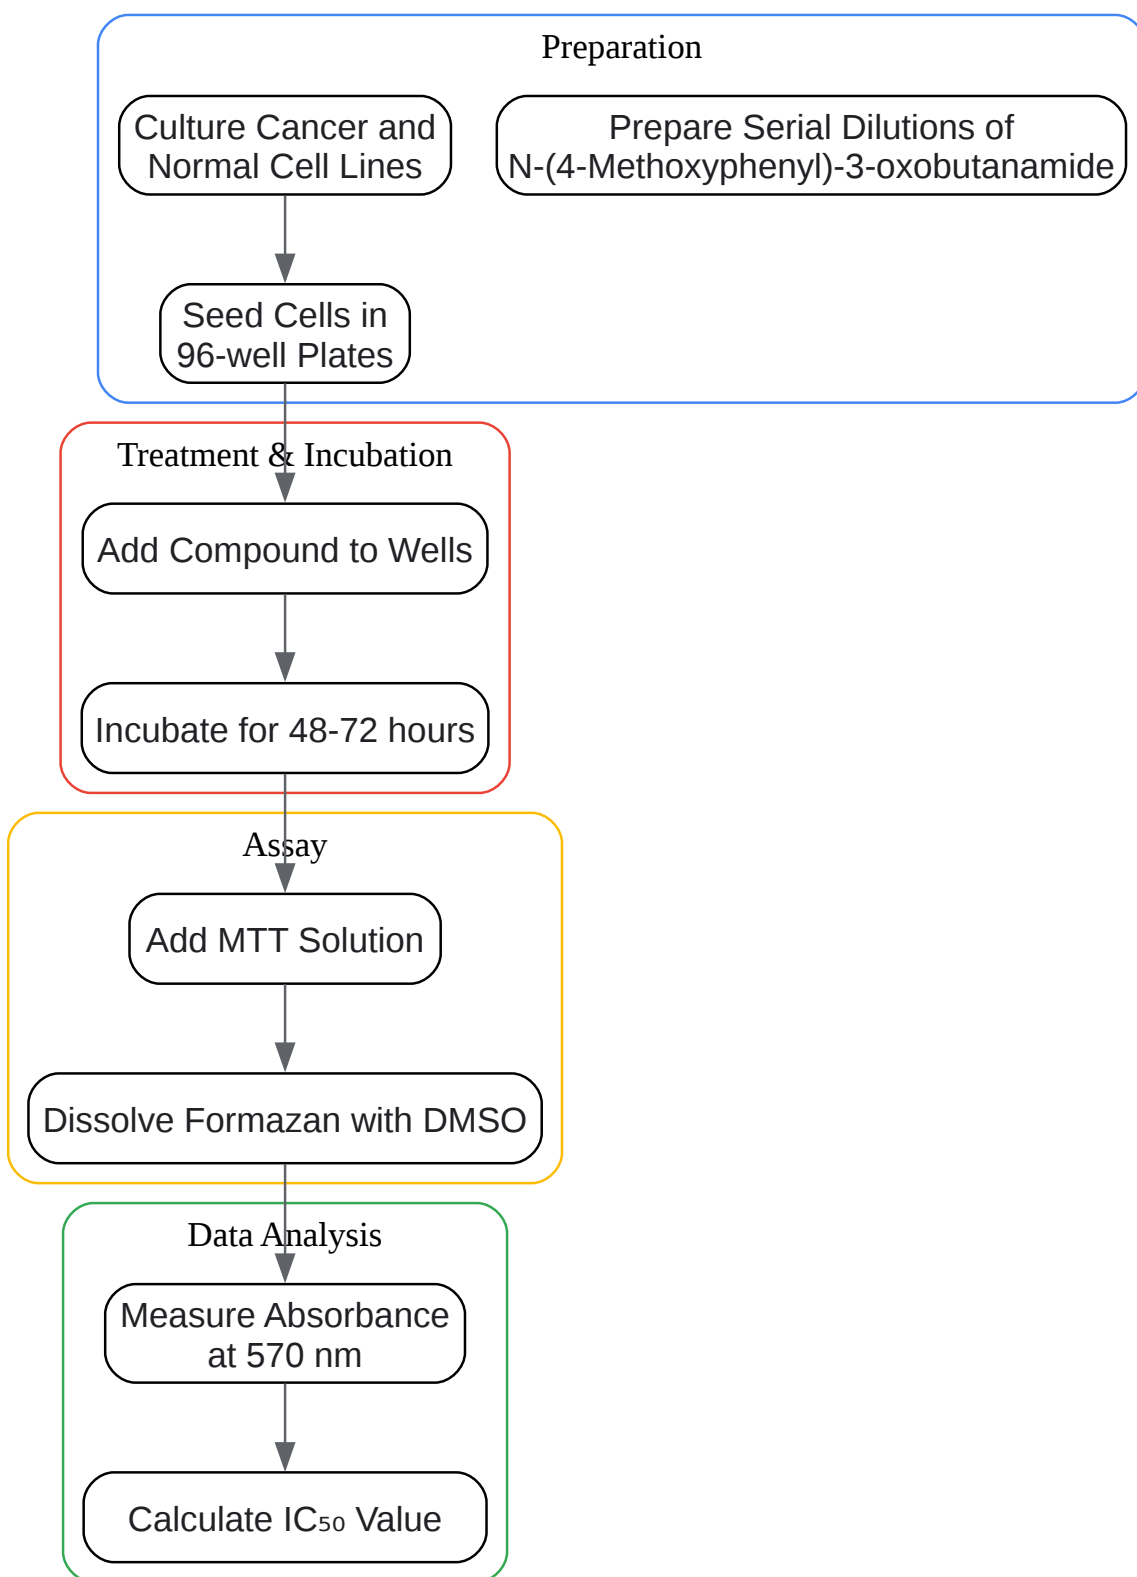 Preparation
Culture Cancer and
Normal Cell Lines
Prepare Serial Dilutions of
N-(4-Methoxyphenyl)-3-oxobutanamide
Seed Cells in
96-well Plates
Treatment & Incubation
Add Compound to Wells
Incubate for 48-72 hours
Assay
Add MTT Solution
Dissolve Formazan with DMSO
Data Analysis
Measure Absorbance
at 570 nm
Calculate IC₅₀ Value